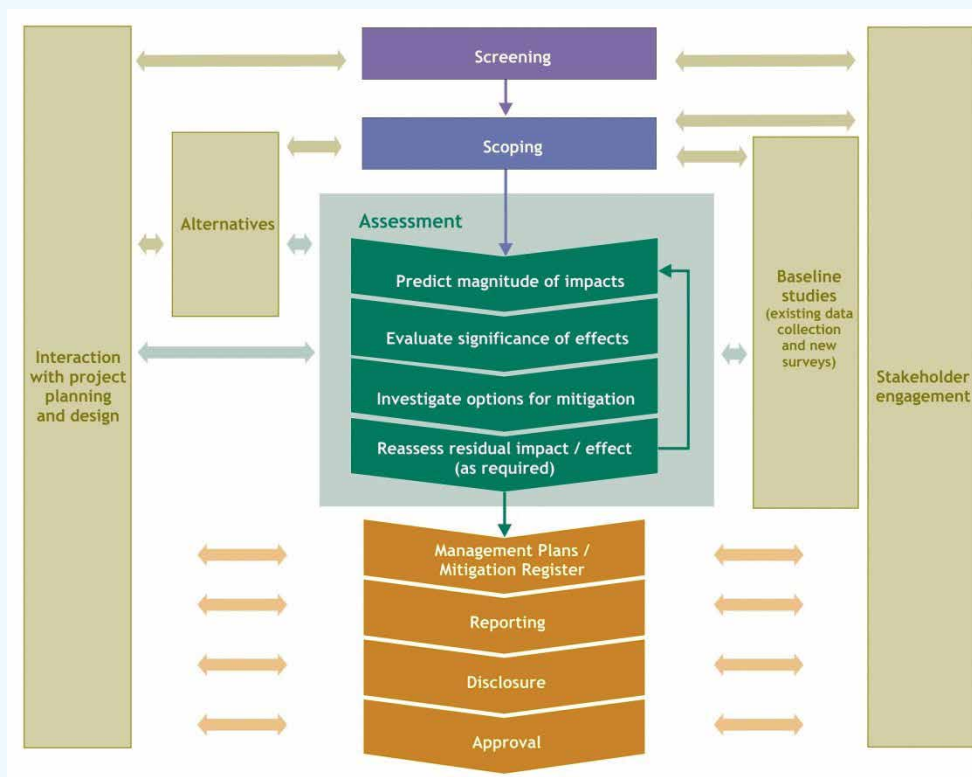 Screening
Scoping
Alternatives
Assessment
Predict magnitude of impacts
Evaluate significance of effects
Investigate options for mitigation
Reassess residual impact / effect
(as required)
Baseline
studies
(existing data
collection
and new
surveys)
Interaction
with project
planning
and design
Stakeholder
engagement
Management Plans /
Mitigation Register
Reporting
Disclosure
Approval